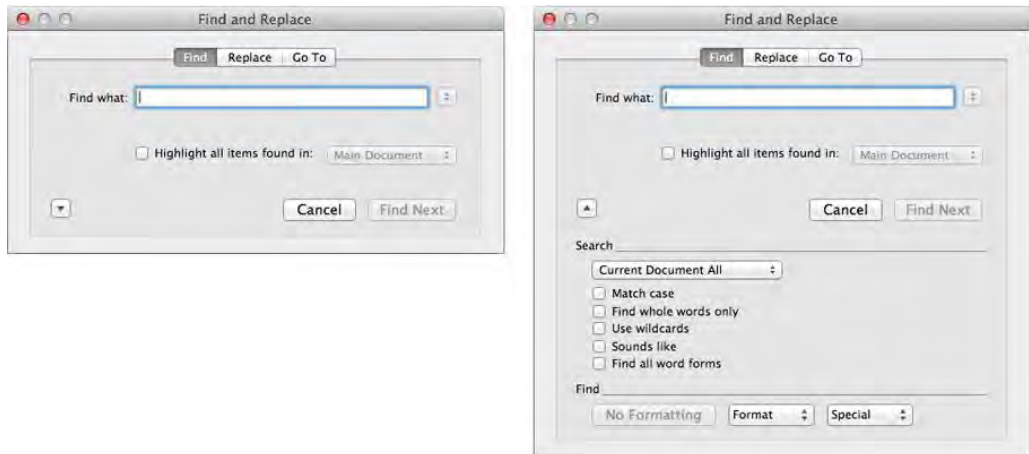 Find and Replace
Find Replace Go To
Find what:
Highlight all items found in: Main Document
Cancel Find Next
Find and Replace
Find Replace Go To
Find what:
Highlight all items found in: Main Document
Cancel Find Next
Search
Current Document All
Match case
Find whole words only
Use wildcards
Sounds like
Find all word forms
Find
No Formatting Format Special